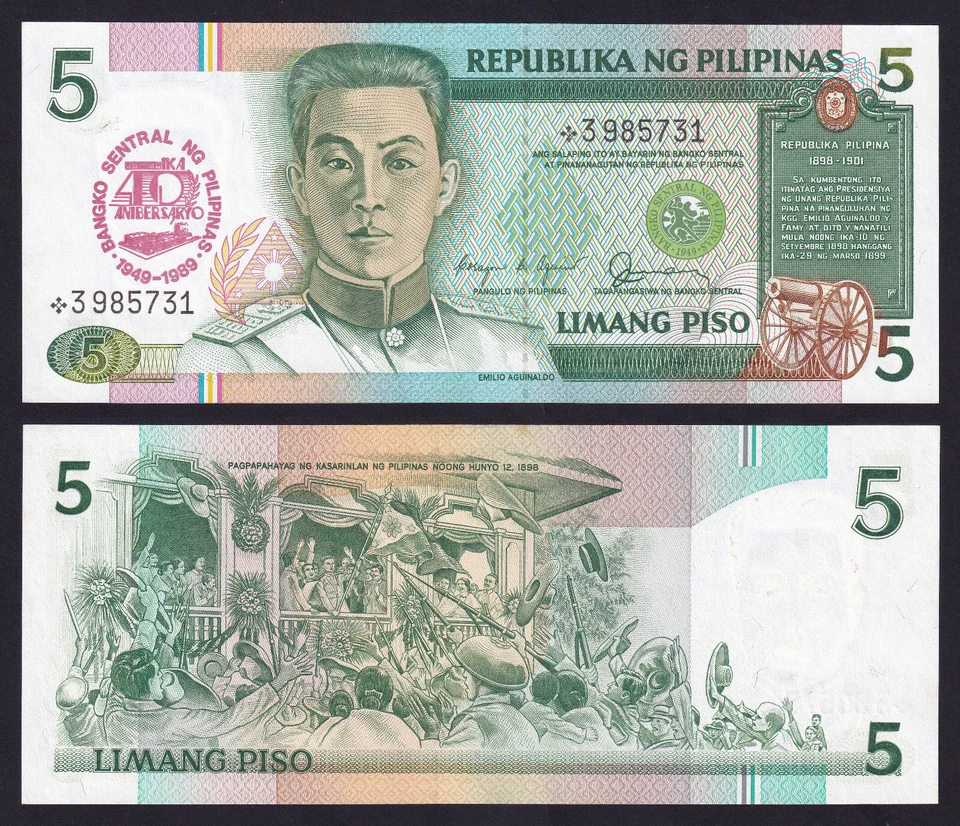 5
REPUBLIKA NG PILIPINAS
5
※3985731
ANG SALAPING ITO AY BAYARIN NG BANGKO SENTRAL
AT PINANANAGUTAN NG REPUBLIKA NG PILIPINAS
BANGKO SENTRAL NG PILIPINAS
IKA
40
ANIBERSARYO
·1949-1989·
REPUBLIKA PILIPINA
1898-1901
SA KUMBENTONG ITO
ITINATAG ANG PRESIDENSIYA
NG UNANG REPUBLIKA PILI-
PINA NA PINANGULUHAN NG
KGG. EMILIO AGUINALDO Y
FAMY AT DITO Y NANATILI
MULA NOONG IKA-10 NG
SETYEMBRE 1898 HANGGANG
IKA-29 NG MARSO 1899.
BANGKO SENTRAL NG PILIPINAS
·1949·
PANGULO NG PILIPINAS
TAGAPANGASIWA NG BANGKO SENTRAL
※3985731
LIMANG PISO
5
5
EMILIO AGUINALDO
5
PAGPAPAHAYAG NG KASARINLAN NG PILIPINAS NOONG HUNYO 12, 1898
5
LIMANG PISO
5